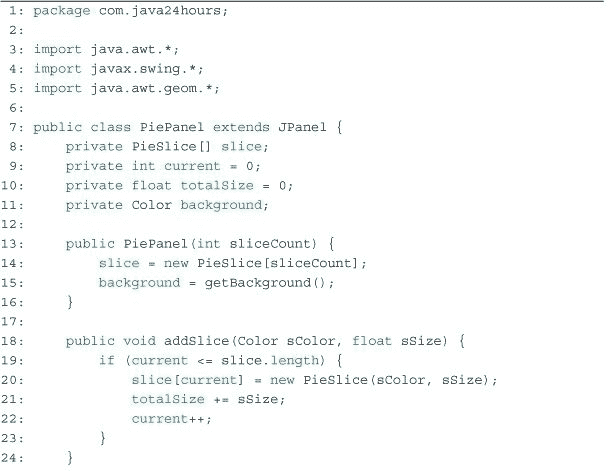 1: package com.java24hours;
2:
3: import java.awt.*;
4: import javax.swing.*;
5: import java.awt.geom.*;
6:
7: public class PiePanel extends JPanel {
8:     private PieSlice[] slice;
9:     private int current = 0;
10:     private float totalSize = 0;
11:     private Color background;
12:
13:     public PiePanel(int sliceCount) {
14:         slice = new PieSlice[sliceCount];
15:         background = getBackground();
16:     }
17:
18:     public void addSlice(Color sColor, float sSize) {
19:         if (current <= slice.length) {
20:             slice[current] = new PieSlice(sColor, sSize);
21:             totalSize += sSize;
22:             current++;
23:         }
24:     }